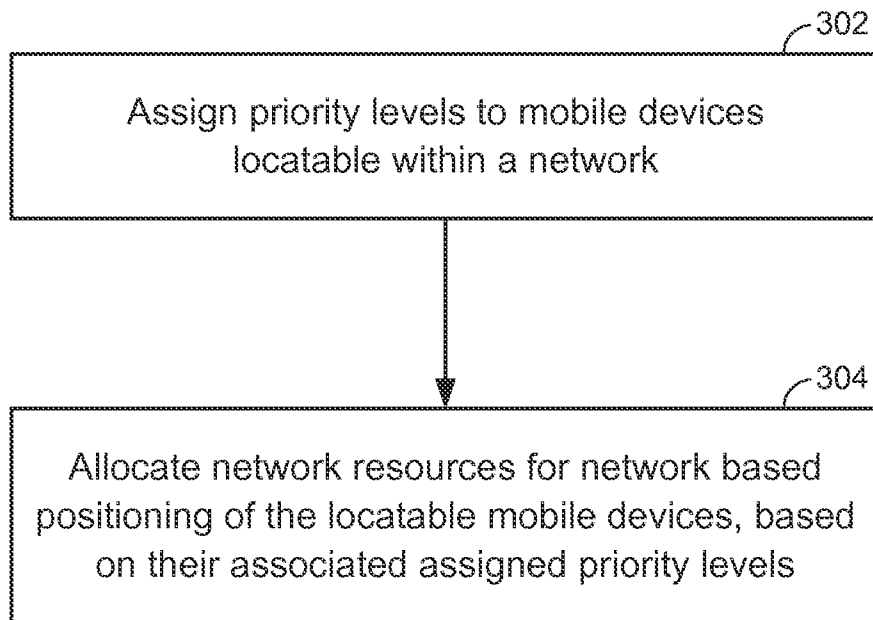 302
Assign priority levels to mobile devices
locatable within a network
304
Allocate network resources for network based
positioning of the locatable mobile devices, based
on their associated assigned priority levels